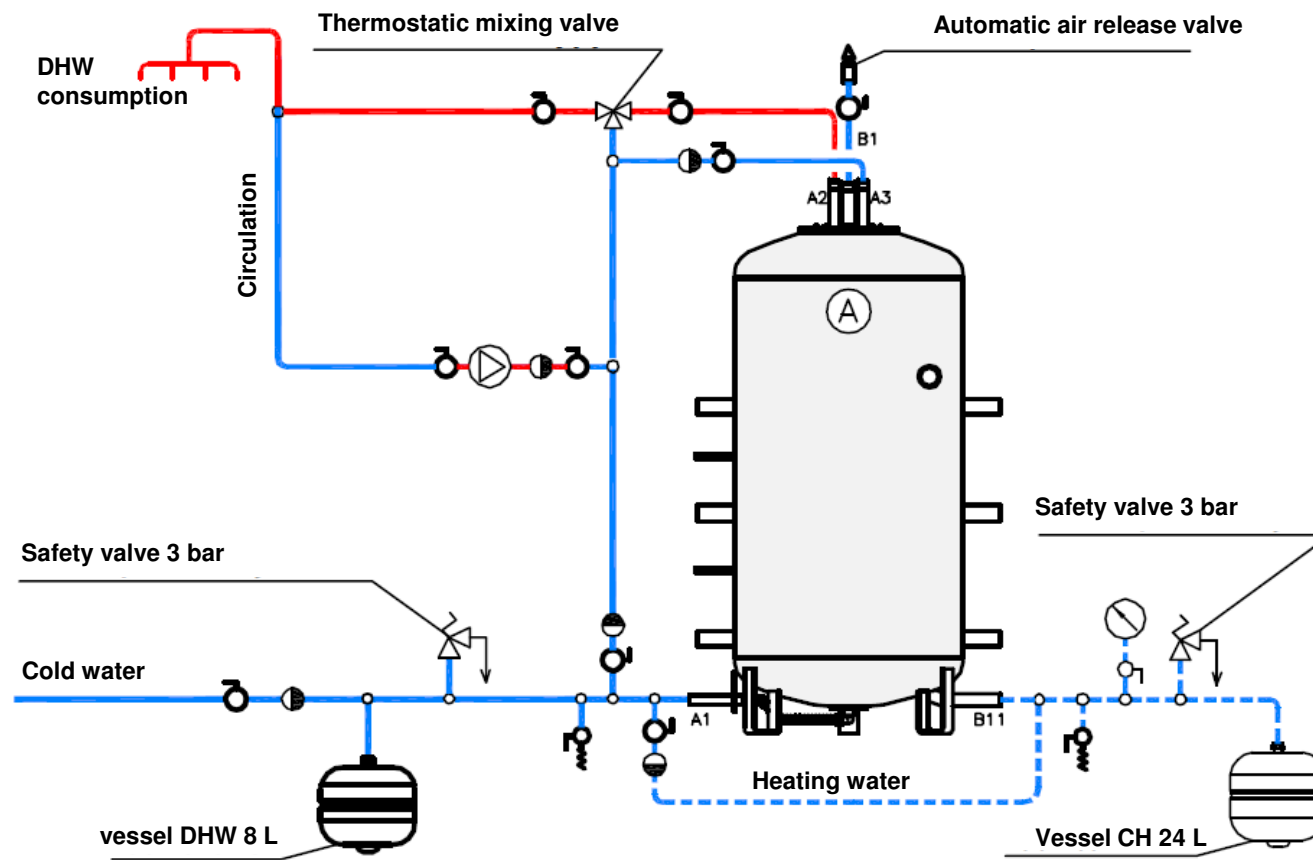 Thermostatic mixing valve
Automatic air release valve
DHW
consumption
B1
A2
A3
Circulation
A
Safety valve 3 bar
Safety valve 3 bar
Cold water
A1
B11
Heating water
vessel DHW 8 L
Vessel CH 24 L